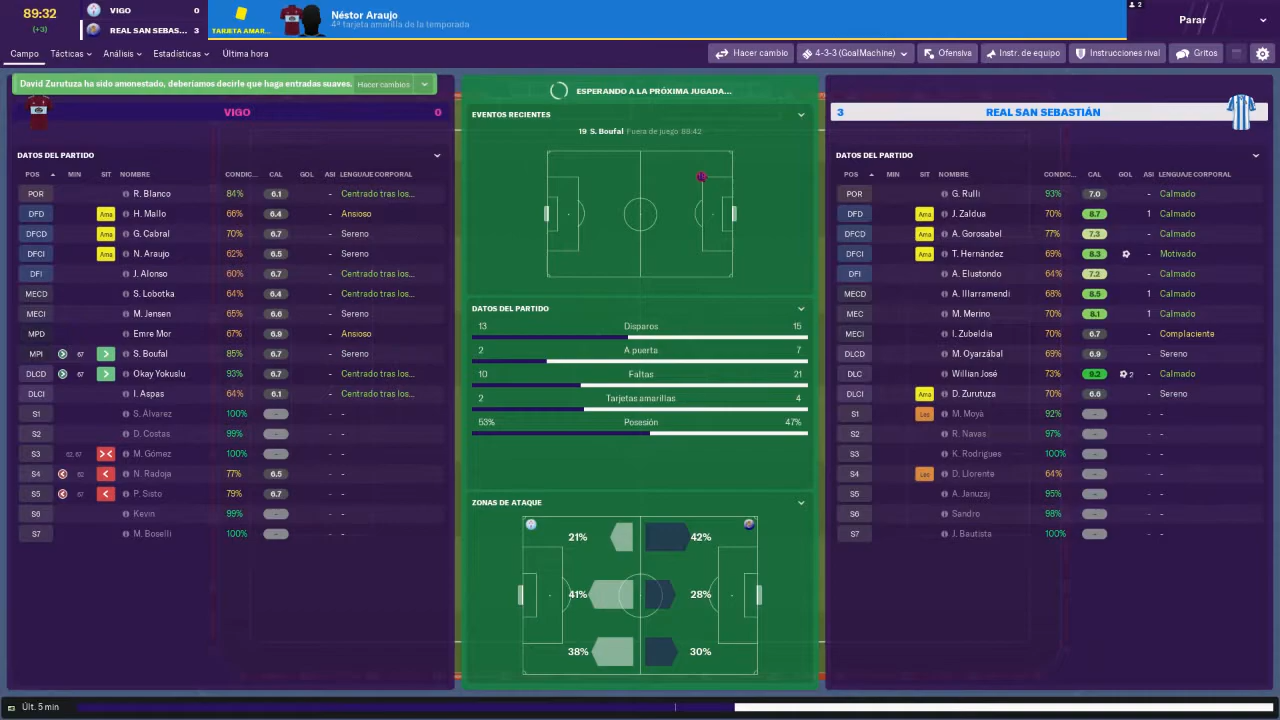 89:32
(+3)
VIGO 0
REAL SAN SEBAS... 3
TARJETA AMAR...
Néstor Araujo
4ª tarjeta amarilla de la temporada
2
Parar
Campo Tácticas Análisis Estadísticas Última hora
Hacer cambio 4-3-3 (GoalMachine) Ofensiva Instr. de equipo Instrucciones rival Gritos
David Zurutuza ha sido amonestado, deberíamos decirle que haga entradas suaves. Hacer cambios
VIGO 0
DATOS DEL PARTIDO
POS MIN SIT NOMBRE CONDIC... CAL GOL ASI LENGUAJE CORPORAL
POR R. Blanco 84% 6.1 - Centrado tras los...
DFD Ama H. Mallo 66% 6.4 - Ansioso
DFCD Ama G. Cabral 70% 6.7 - Sereno
DFCI Ama N. Araujo 62% 6.5 - Sereno
DFI J. Alonso 60% 6.7 - Centrado tras los...
MECD S. Lobotka 64% 6.4 - Centrado tras los...
MECI M. Jensen 65% 6.6 - Sereno
MPD Emre Mor 67% 6.9 - Ansioso
MPI 67 S. Boufal 85% 6.7 - Sereno
DLCD 67 Okay Yokuslu 93% 6.7 - Sereno
DLCI I. Aspas 64% 6.1 - Centrado tras los...
S1 S. Álvarez 100% - - -
S2 D. Costas 99% - - -
S3 62, 67 M. Gómez 100% - - -
S4 62 N. Radoja 77% 6.5 - -
S5 67 P. Sisto 79% 6.7 - -
S6 Kevin 99% - - -
S7 M. Boselli 100% - - -
ESPERANDO A LA PRÓXIMA JUGADA...
EVENTOS RECIENTES
19 S. Boufal Fuera de juego 89:42
DATOS DEL PARTIDO
13 Disparos 15
2 A puerta 7
10 Faltas 21
2 Tarjetas amarillas 4
53% Posesión 47%
ZONAS DE ATAQUE
21% 42%
41% 28%
38% 30%
3 REAL SAN SEBASTIÁN
DATOS DEL PARTIDO
POS MIN SIT NOMBRE CONDIC... CAL GOL ASI LENGUAJE CORPORAL
POR G. Rulli 93% 7.0 - Calmado
DFD Ama J. Zaldua 70% 8.7 1 Calmado
DFCD Ama A. Gorosabel 77% 7.3 - Calmado
DFCI Ama T. Hernández 69% 8.3 - Motivado
DFI A. Elustondo 64% 7.2 - Calmado
MECD A. Illarramendi 68% 8.5 1 Calmado
MEC M. Merino 70% 8.1 1 Calmado
MECI I. Zubeldia 70% 6.7 - Complaciente
DLCD M. Oyarzábal 69% 6.9 - Sereno
DLC Willian José 73% 9.2 2 - Calmado
DLCI Ama D. Zurutuza 70% 6.6 - Sereno
S1 Les M. Moyà 92% - - -
S2 R. Navas 97% - - -
S3 K. Rodrigues 100% - - -
S4 Les D. Llorente 64% - - -
S5 A. Januzaj 95% - - -
S6 Sandro 98% - - -
S7 J. Bautista 100% - - -
Últ. 5 min